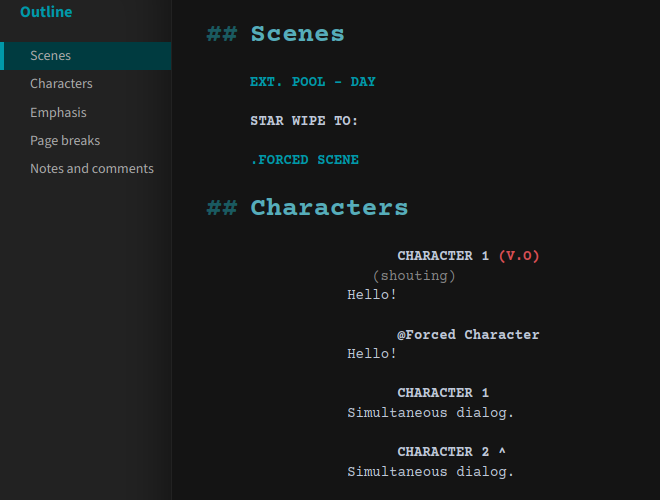 Outline
Scenes
Characters
Emphasis
Page breaks
Notes and comments
## Scenes
EXT. POOL - DAY
STAR WIPE TO:
.FORCED SCENE
## Characters
CHARACTER 1 (V.O)
(shouting)
Hello!
@Forced Character
Hello!
CHARACTER 1
Simultaneous dialog.
CHARACTER 2 ^
Simultaneous dialog.